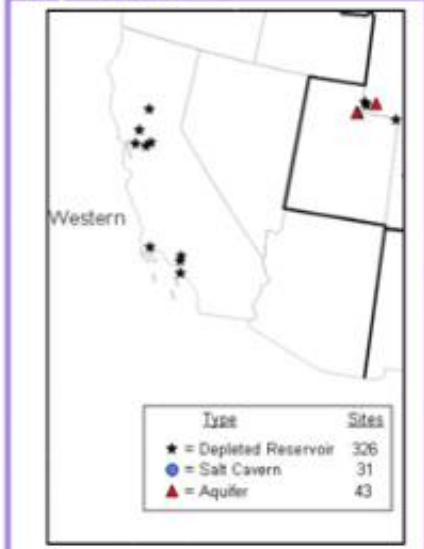 Western
Type Sites
★ = Depleted Reservoir 326
● = Salt Cavern 31
▲ = Aquifer 43